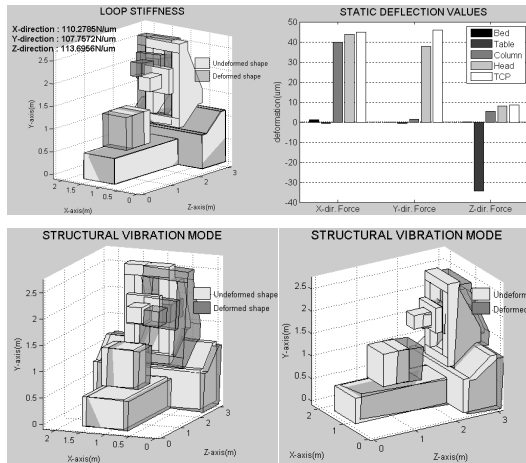 LOOP STIFFNESS
X-direction : 110.2785N/um
Y-direction : 107.7572N/um
Z-direction : 113.6956N/um
Undeformed shape
Deformed shape
Y-axis(m)
2.5
2
1.5
1
0.5
0
2
1.5
1
0.5
0
X-axis(m)
0
1
2
3
Z-axis(m)
STATIC DEFLECTION VALUES
Bed
Table
Column
Head
TCP
deformation(um)
50
40
30
20
10
0
-10
-20
-30
-40
X-dir. Force
Y-dir. Force
Z-dir. Force
STRUCTURAL VIBRATION MODE
Undeformed shape
Deformed shape
Y-axis(m)
2.5
2
1.5
1
0.5
0
2
1.5
1
0.5
0
X-axis(m)
0
1
2
3
Z-axis(m)
STRUCTURAL VIBRATION MODE
Undeform
Deformed
Y-axis(m)
2.5
2
1.5
1
0.5
0
2
1
0
X-axis(m)
0
1
2
3
Z-axis(m)